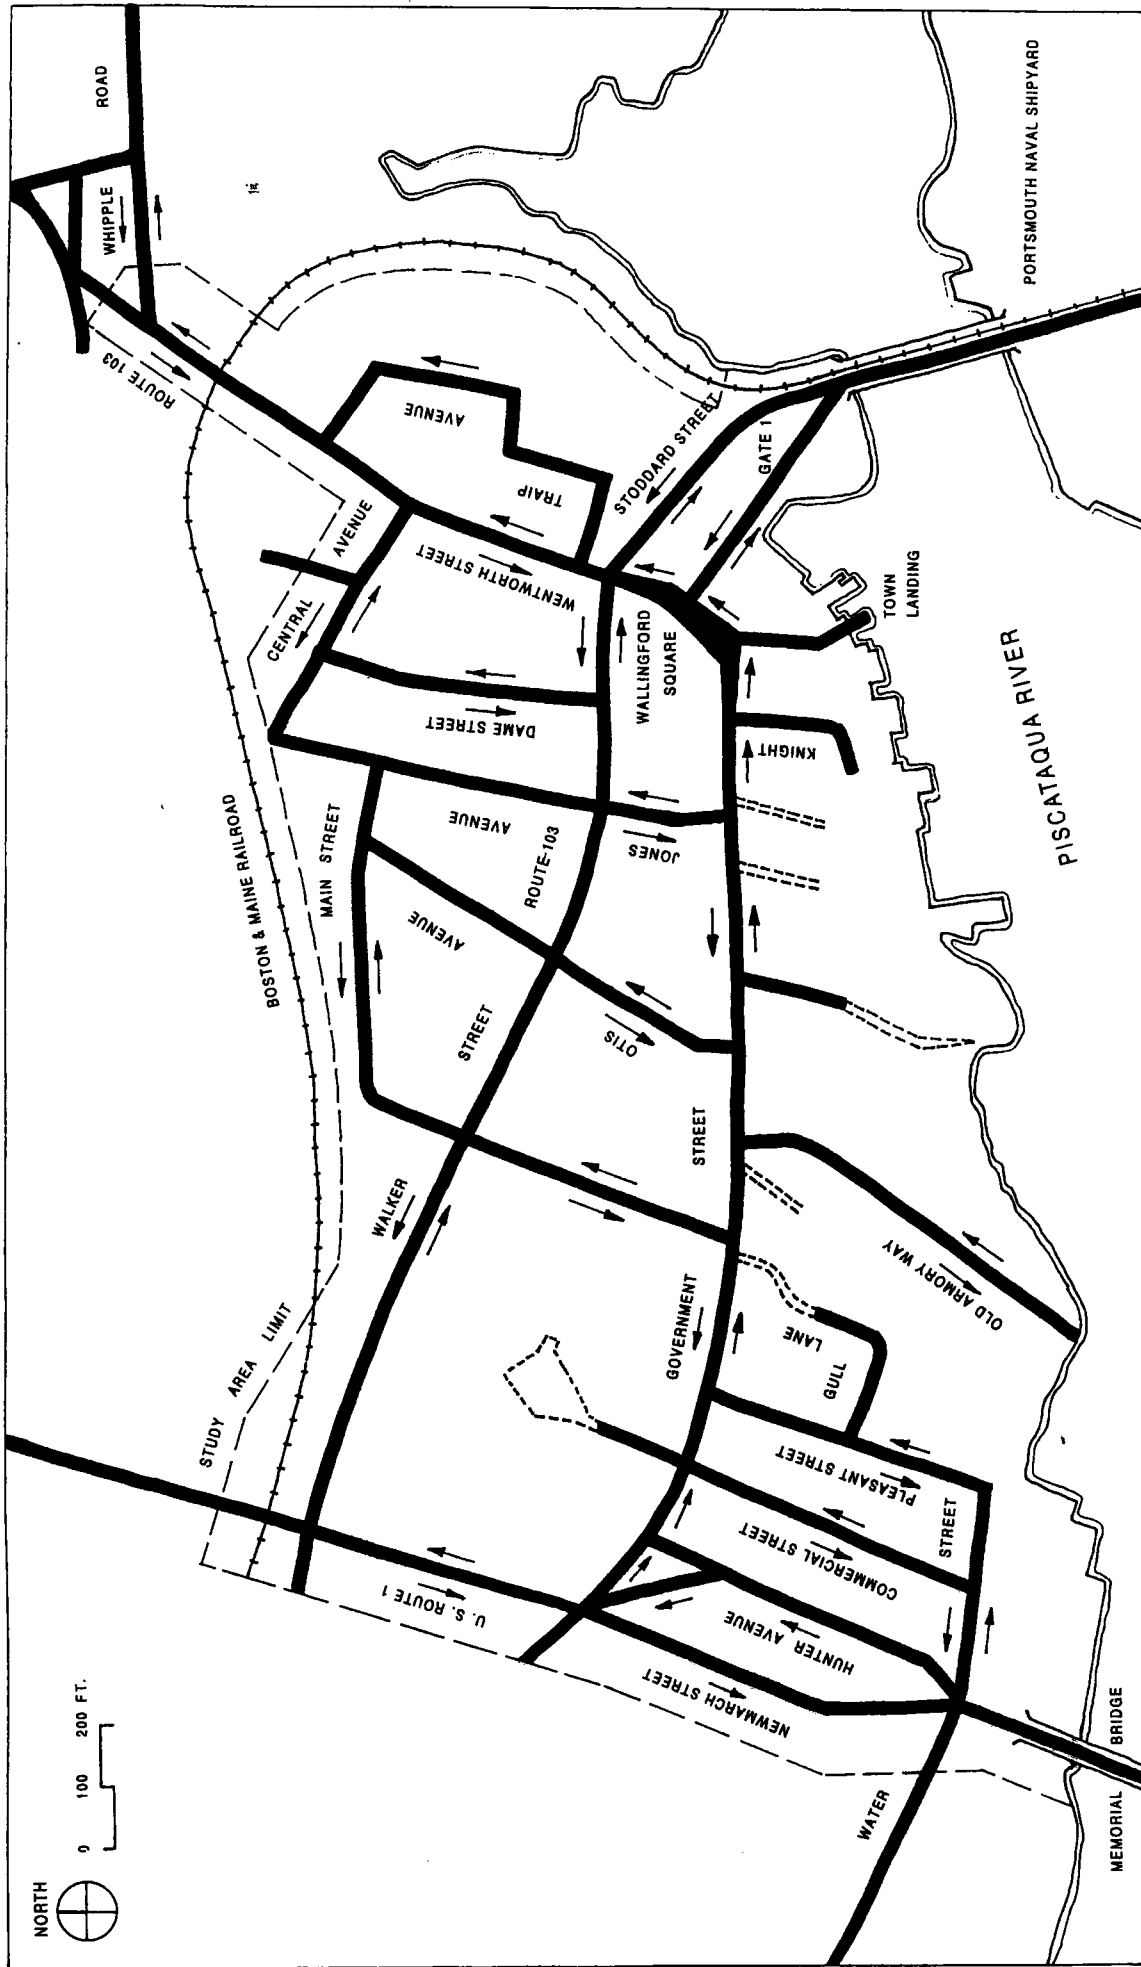 NORTH
0 100 200 FT.
STUDY AREA LIMIT
BOSTON & MAINE RAILROAD
ROUTE 103
WHIPPLE
ROAD
MAIN STREET
CENTRAL
AVENUE
TRAIP
AVENUE
WENTWORTH STREET
DAME STREET
JONES
AVENUE
OTIS
AVENUE
WALKER
STREET
ROUTE-103
U. S. ROUTE 1
WALLINGFORD
SQUARE
STODDARD STREET
GATE 1
GOVERNMENT
STREET
KNIGHT
TOWN
LANDING
PORTSMOUTH NAVAL SHIPYARD
PISCATAQUA RIVER
OLD ARMORY WAY
GULL
LANE
PLEASANT STREET
COMMERCIAL STREET
HUNTER AVENUE
NEWMARCH STREET
WATER
STREET
MEMORIAL BRIDGE